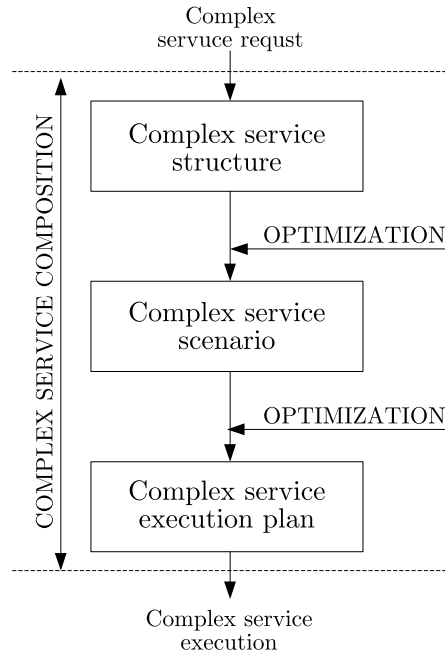 Complex
servuce requst
COMPLEX SERVICE COMPOSITION
Complex service
structure
OPTIMIZATION
Complex service
scenario
OPTIMIZATION
Complex service
execution plan
Complex service
execution